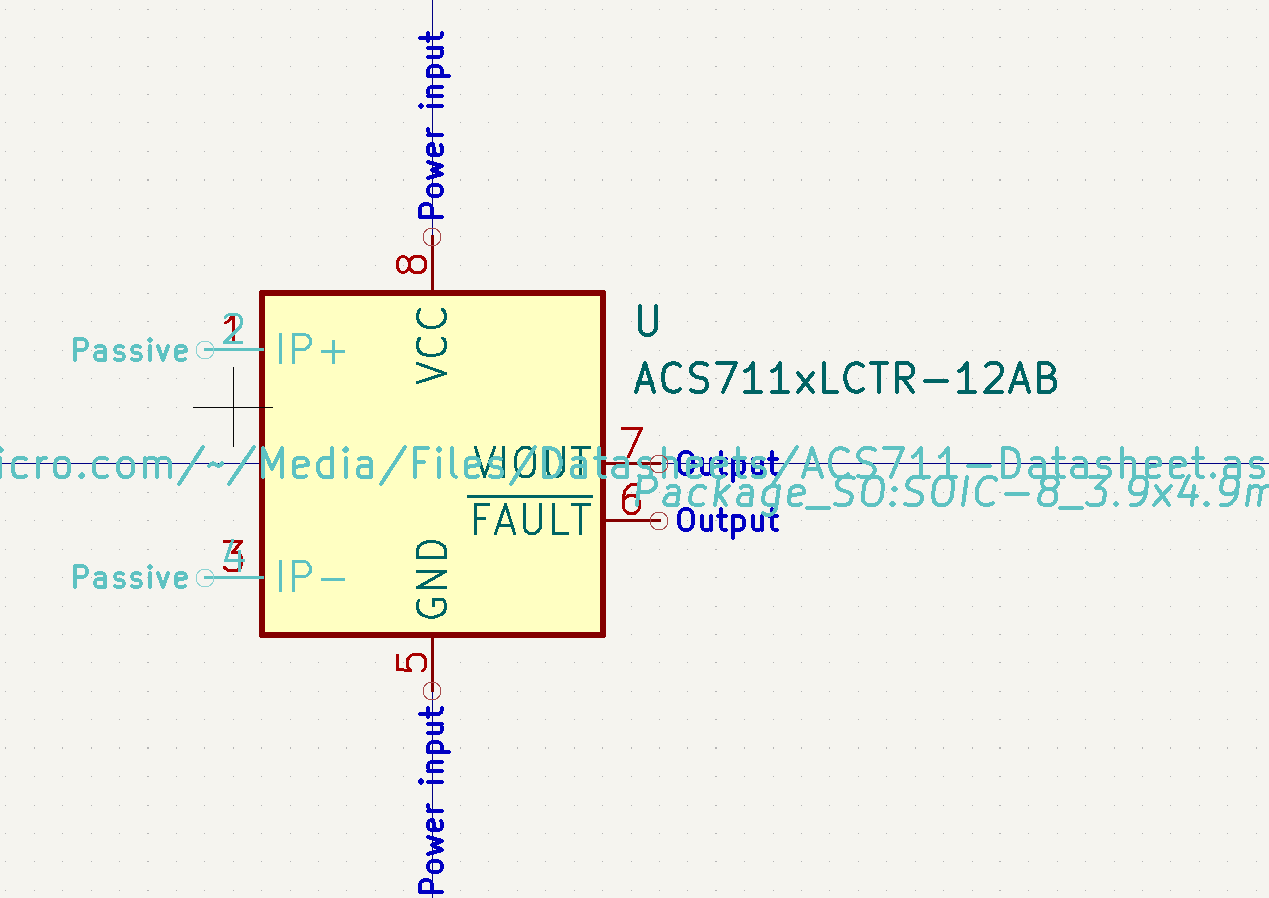 Power input
8
VCC
U
ACS711xLCTR-12AB
1
2
Passive
IP+
7
VIOUT
Output
icro.com/~/Media/Files/Datasheets/ACS711-Datasheet.as
Package_SO:SOIC-8_3.9x4.9m
6
FAULT
Output
3
4
Passive
IP-
GND
5
Power input